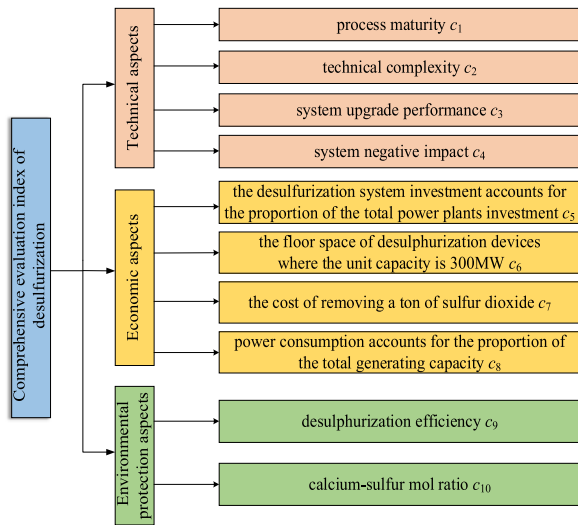 Comprehensive evaluation index of
desulfurization
Technical aspects
process maturity c₁
technical complexity c₂
system upgrade performance c₃
system negative impact c₄
Economic aspects
the desulfurization system investment accounts for
the proportion of the total power plants investment c₅
the floor space of desulphurization devices
where the unit capacity is 300MW c₆
the cost of removing a ton of sulfur dioxide c₇
power consumption accounts for the proportion of
the total generating capacity c₈
Environmental
protection aspects
desulphurization efficiency c₉
calcium-sulfur mol ratio c₁₀